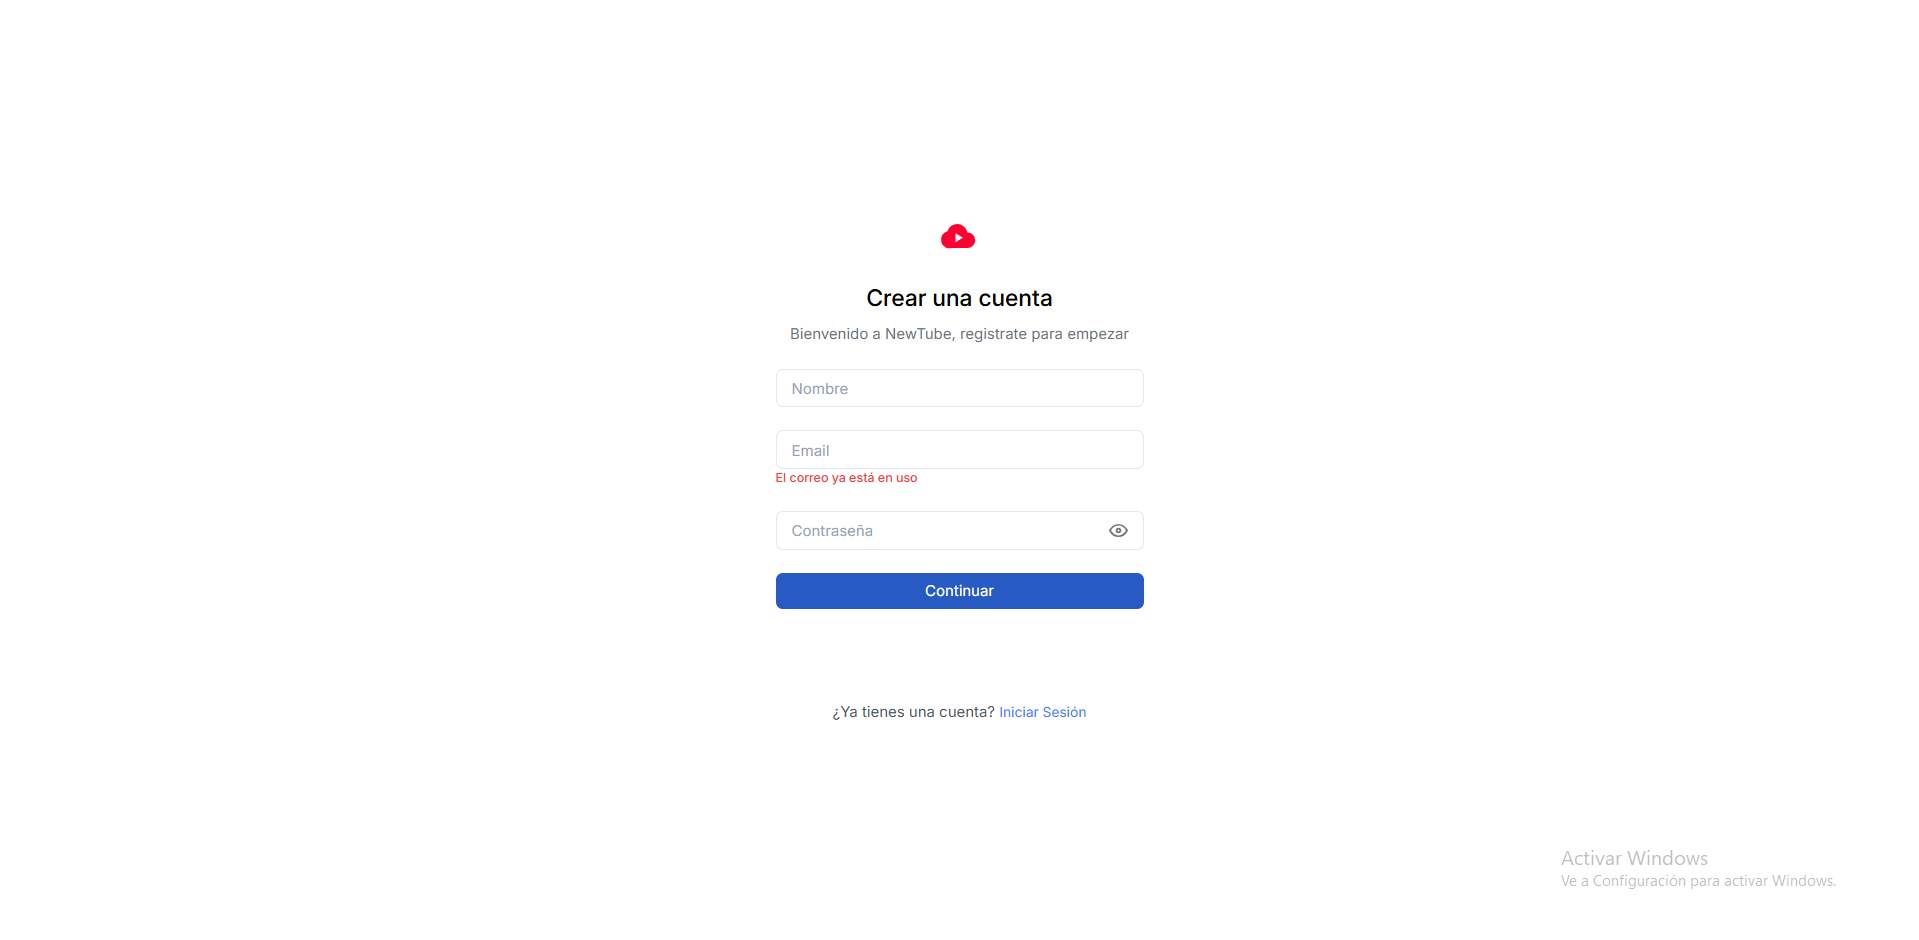 Crear una cuenta
Bienvenido a NewTube, registrate para empezar
Nombre
Email
El correo ya está en uso
Contraseña
Continuar
¿Ya tienes una cuenta? Iniciar Sesión
Activar Windows
Ve a Configuración para activar Windows.